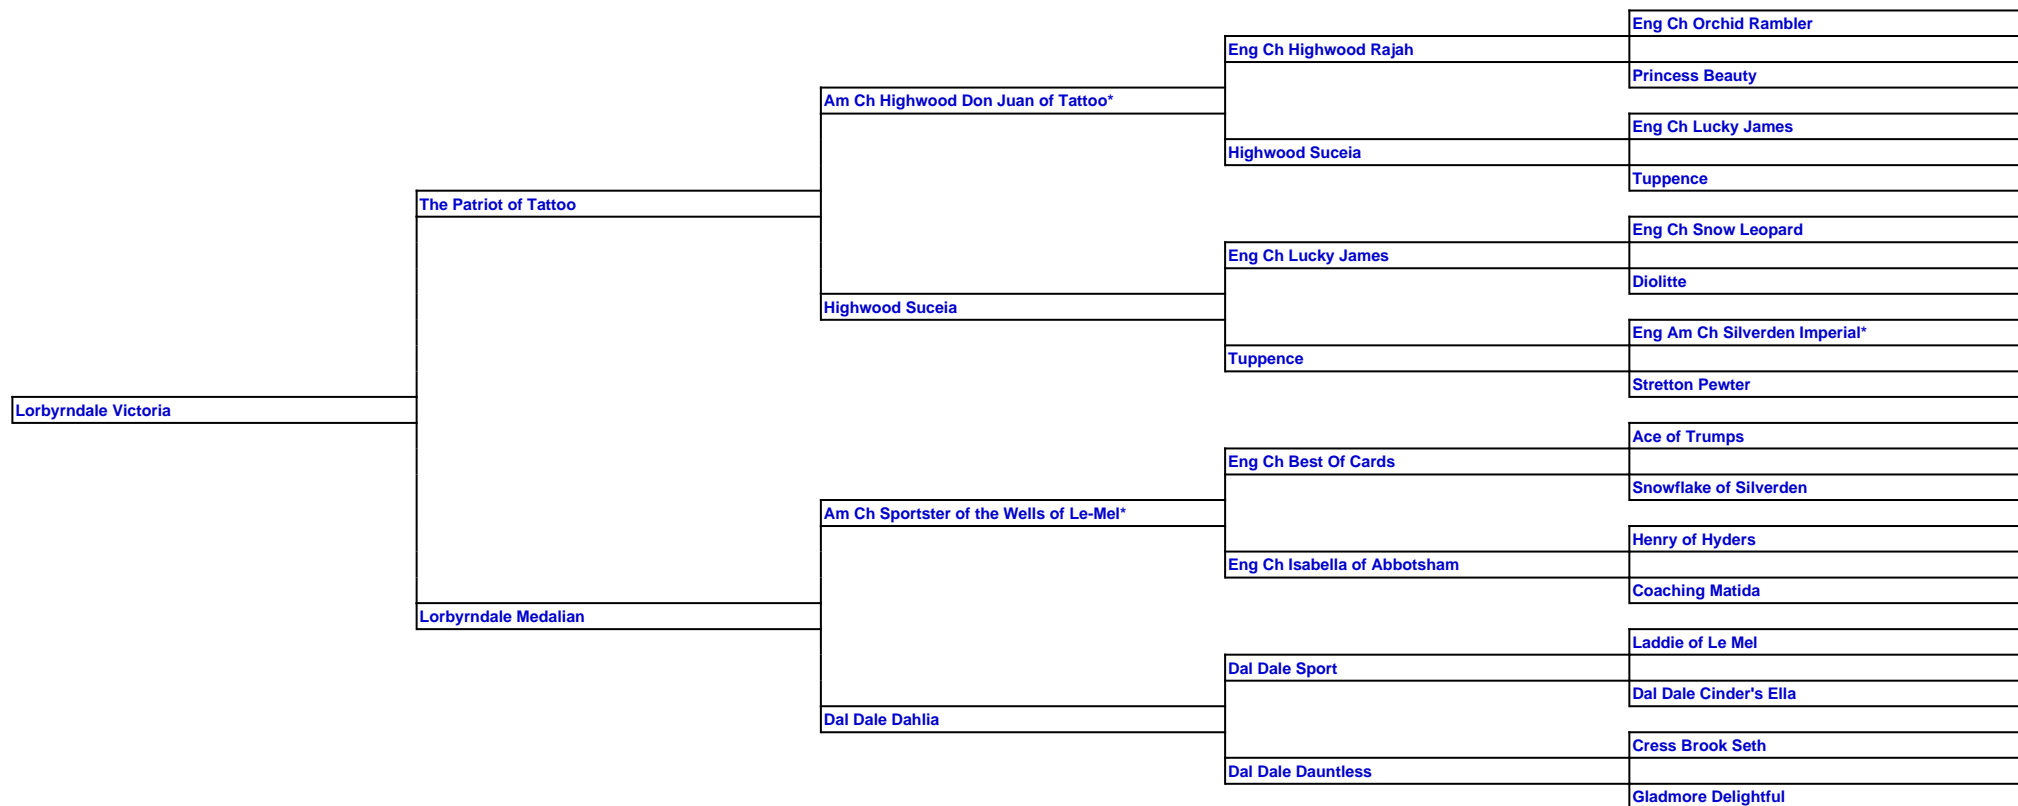 Eng Ch Orchid Rambler
Eng Ch Highwood Rajah
Princess Beauty
Am Ch Highwood Don Juan of Tattoo*
Eng Ch Lucky James
Highwood Suceia
Tuppence
The Patriot of Tattoo
Eng Ch Snow Leopard
Eng Ch Lucky James
Diolitte
Highwood Suceia
Eng Am Ch Silverden Imperial*
Tuppence
Stretton Pewter
Lorbyrndale Victoria
Ace of Trumps
Eng Ch Best Of Cards
Snowflake of Silverden
Am Ch Sportster of the Wells of Le-Mel*
Henry of Hyders
Eng Ch Isabella of Abbotsham
Coaching Matida
Lorbyrndale Medalian
Laddie of Le Mel
Dal Dale Sport
Dal Dale Cinder's Ella
Dal Dale Dahlia
Cress Brook Seth
Dal Dale Dauntless
Gladmore Delightful